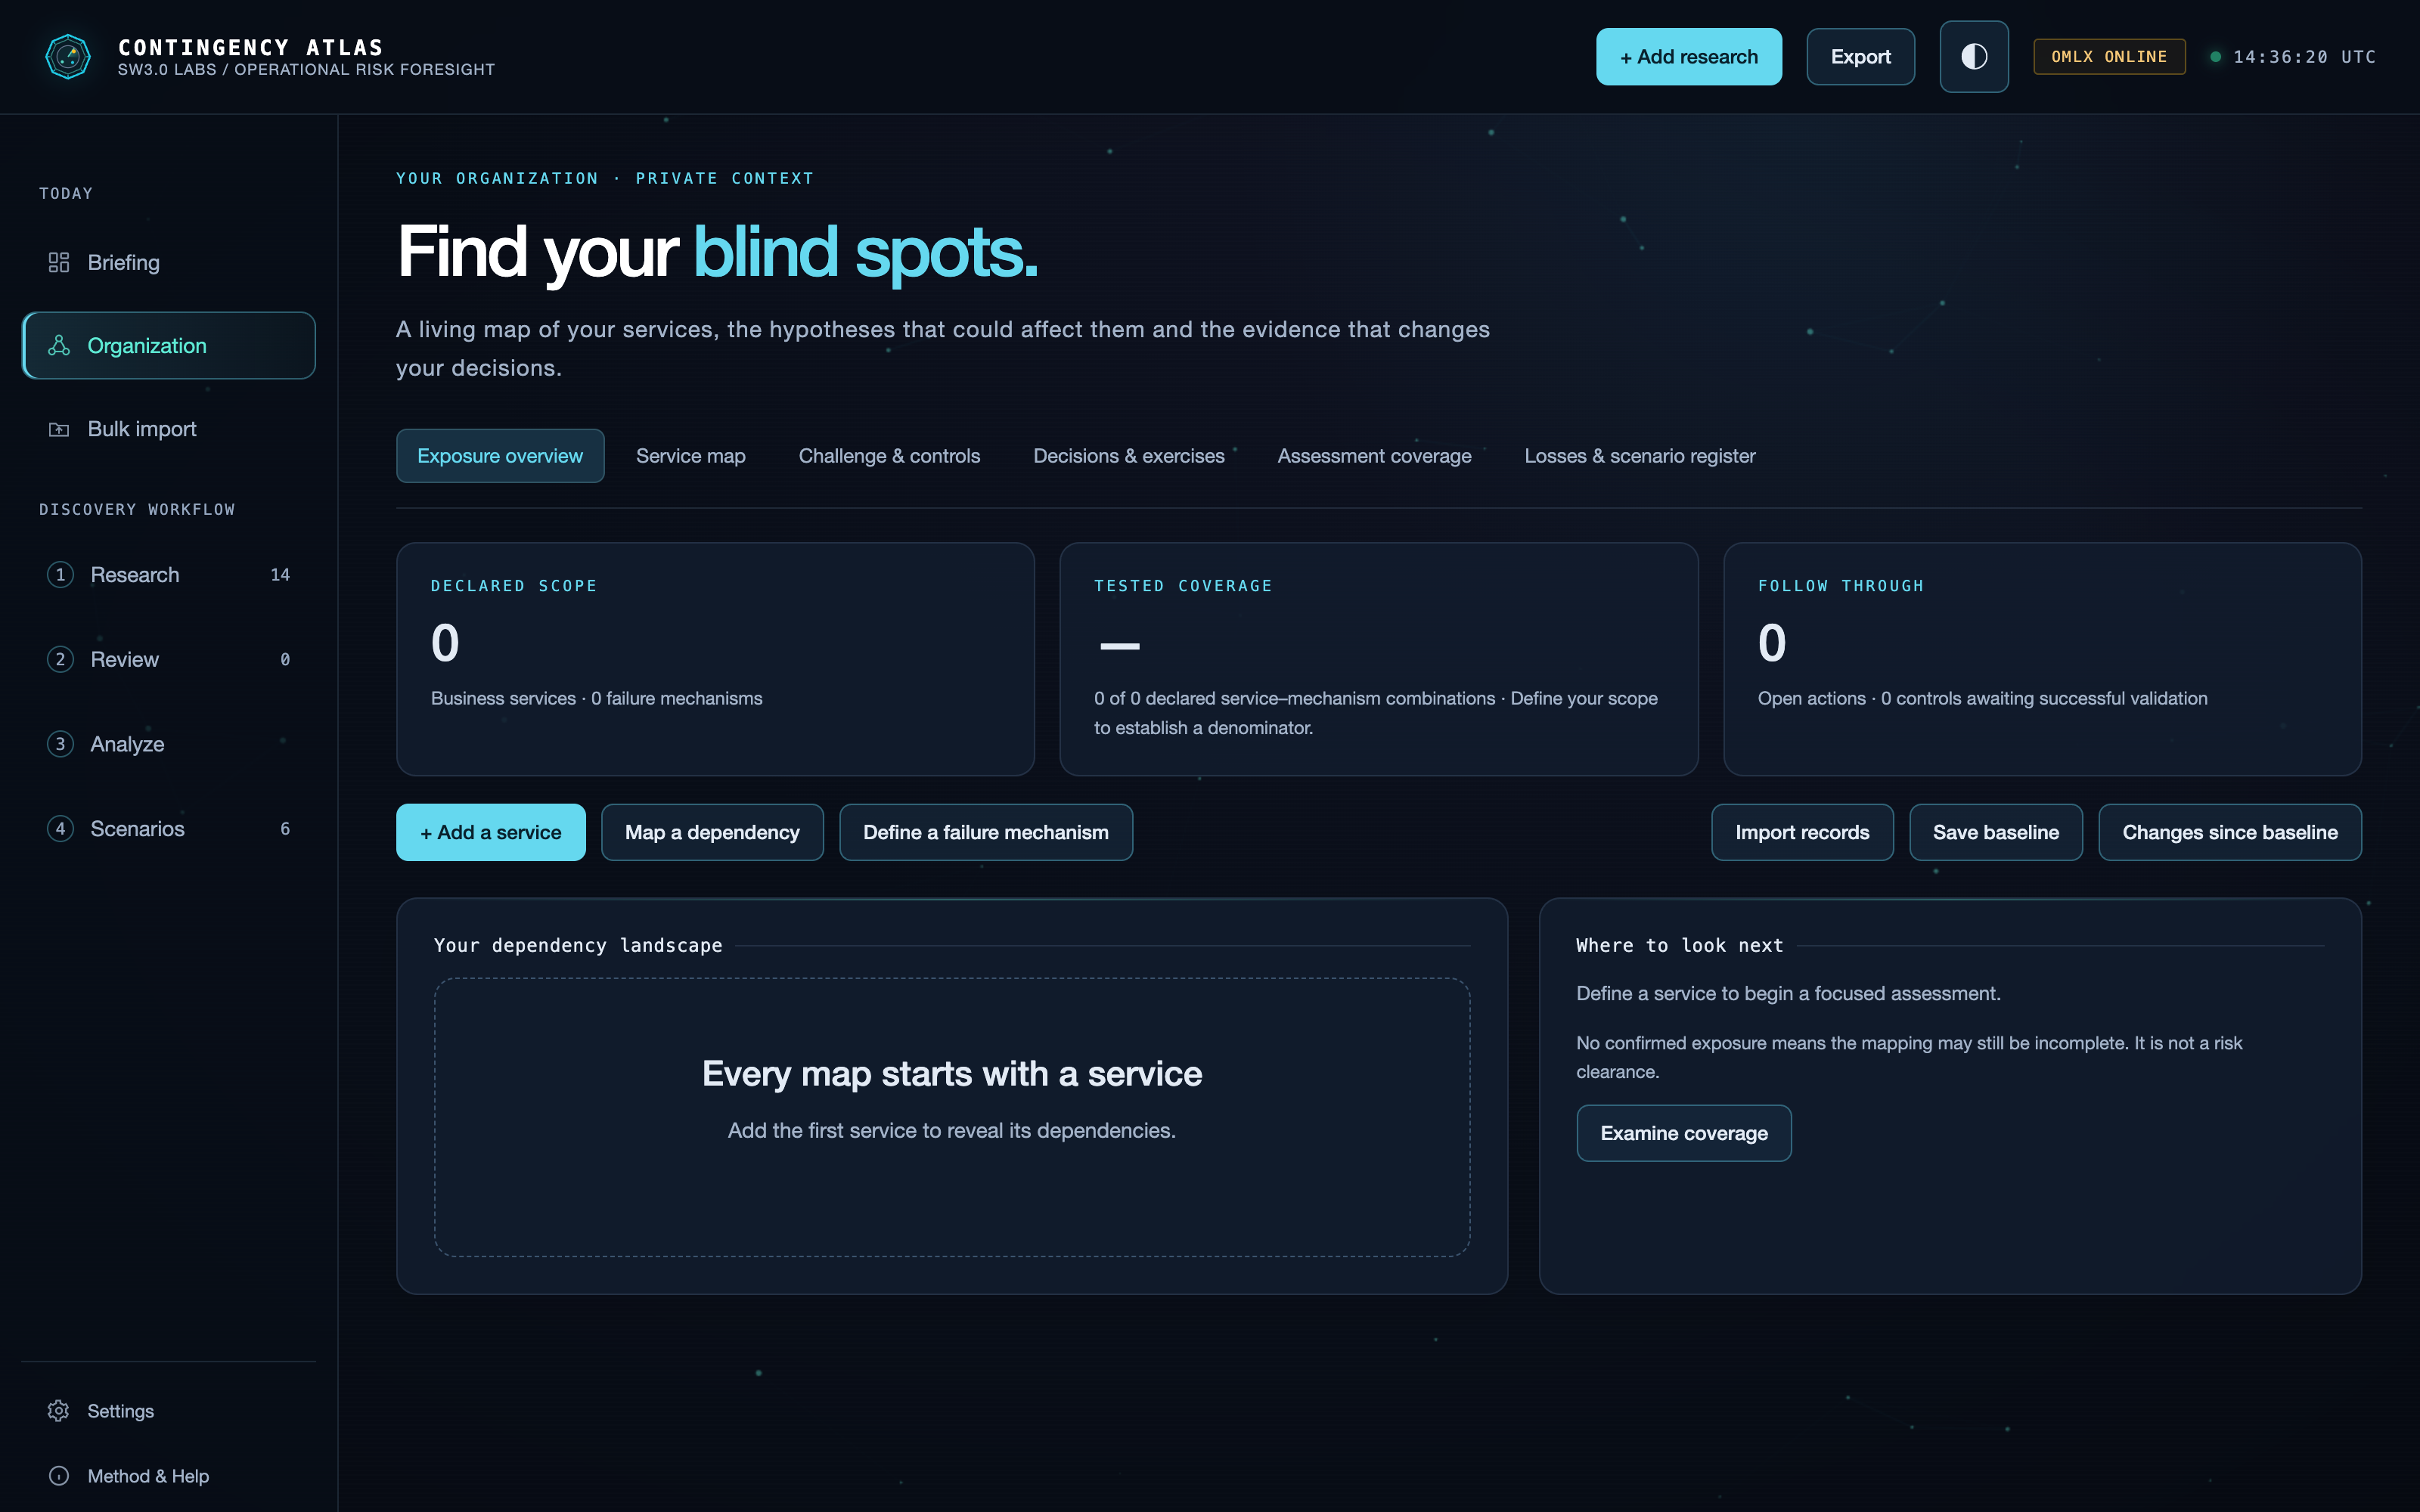 CONTINGENCY ATLAS
SW3.0 LABS / OPERATIONAL RISK FORESIGHT
+ Add research
Export
OMLX ONLINE
14:36:20 UTC
TODAY
Briefing
Organization
Bulk import
DISCOVERY WORKFLOW
1 Research 14
2 Review 0
3 Analyze
4 Scenarios 6
Settings
Method & Help
YOUR ORGANIZATION · PRIVATE CONTEXT
Find your blind spots.
A living map of your services, the hypotheses that could affect them and the evidence that changes
your decisions.
Exposure overview
Service map
Challenge & controls
Decisions & exercises
Assessment coverage
Losses & scenario register
DECLARED SCOPE
0
Business services · 0 failure mechanisms
TESTED COVERAGE
—
0 of 0 declared service–mechanism combinations · Define your scope
to establish a denominator.
FOLLOW THROUGH
0
Open actions · 0 controls awaiting successful validation
+ Add a service
Map a dependency
Define a failure mechanism
Import records
Save baseline
Changes since baseline
Your dependency landscape
Every map starts with a service
Add the first service to reveal its dependencies.
Where to look next
Define a service to begin a focused assessment.
No confirmed exposure means the mapping may still be incomplete. It is not a risk
clearance.
Examine coverage